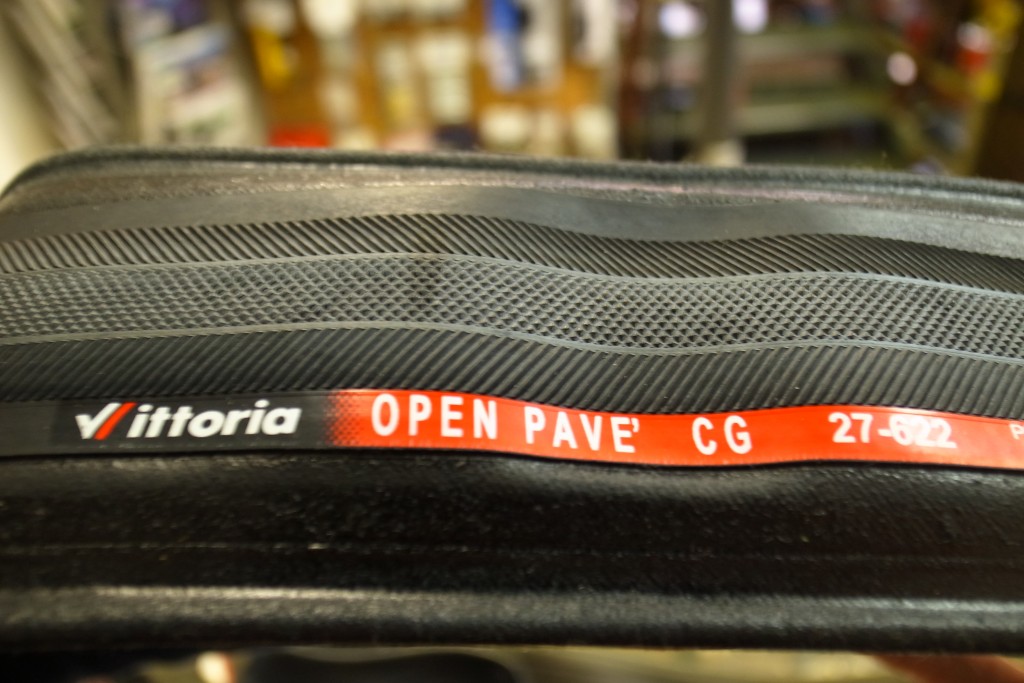 Vittoria OPEN PAVE' CG 27-622